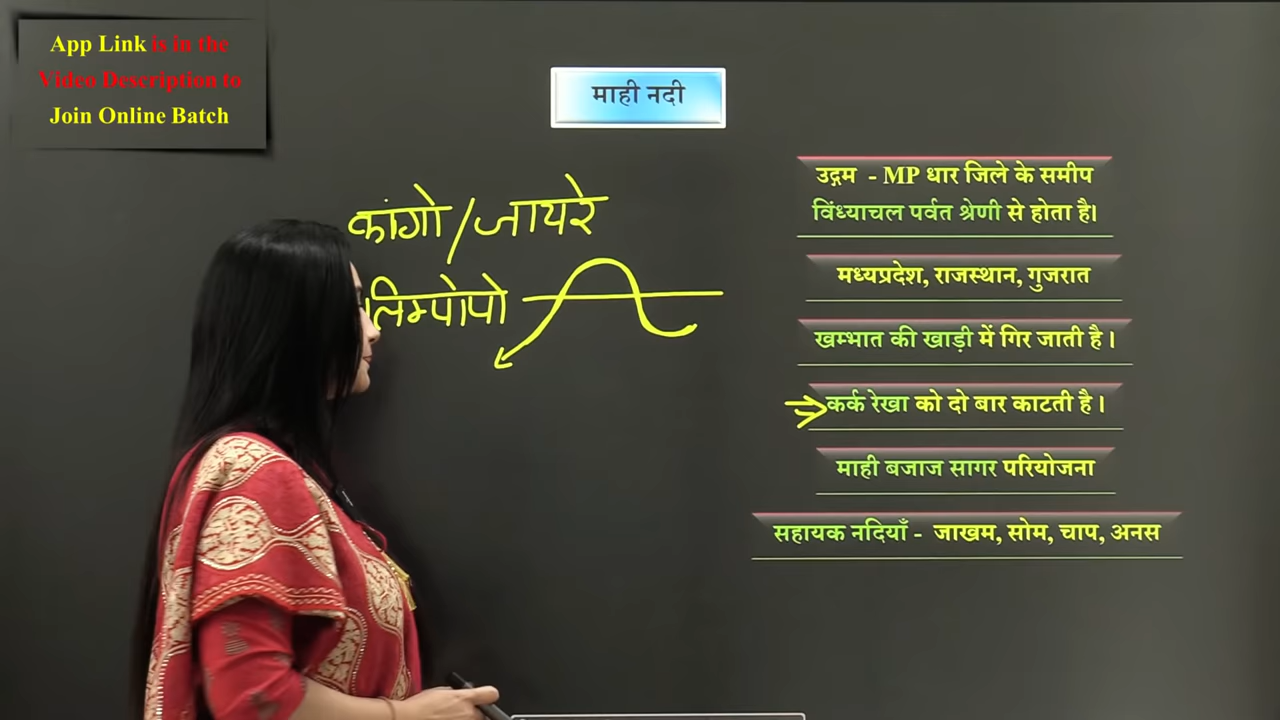 App Link is in the
Video Description to
Join Online Batch
माही नदी
कांगो/जायरे
लिम्पोपो
उद्गम - MP धार जिले के समीप
विंध्याचल पर्वत श्रेणी से होता है।
मध्यप्रदेश, राजस्थान, गुजरात
खम्भात की खाड़ी में गिर जाती है।
कर्क रेखा को दो बार काटती है।
माही बजाज सागर परियोजना
सहायक नदियाँ - जाखम, सोम, चाप, अनस